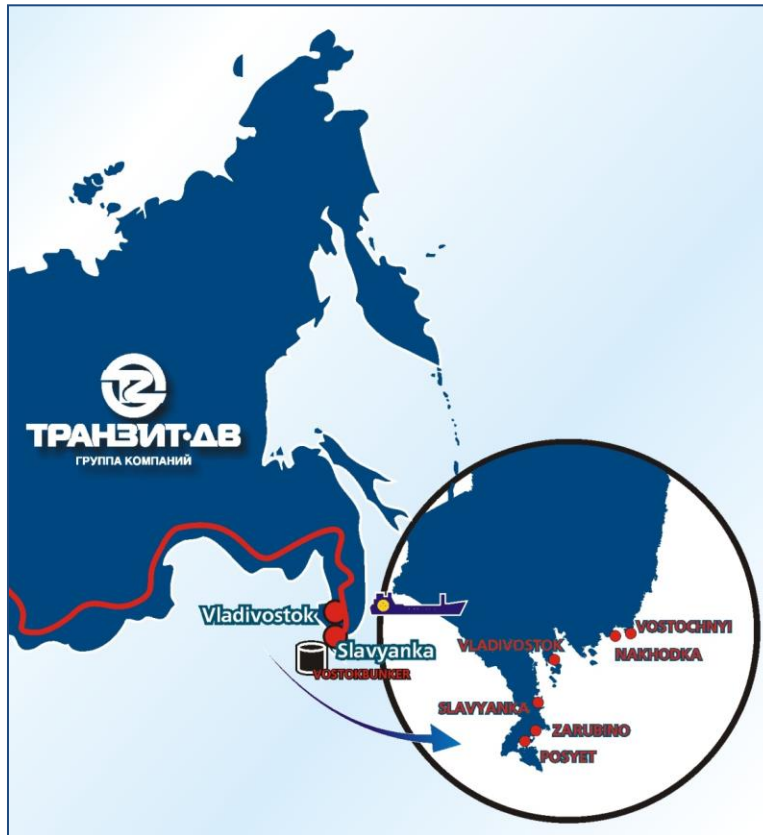 ТРАНЗИТ·ДВ
ГРУППА КОМПАНИЙ
Vladivostok
Slavyanka
VOSTOKBUNKER
VOSTOCHNYI
NAKHODKA
VLADIVOSTOK
SLAVYANKA
ZARUBINO
POSYET